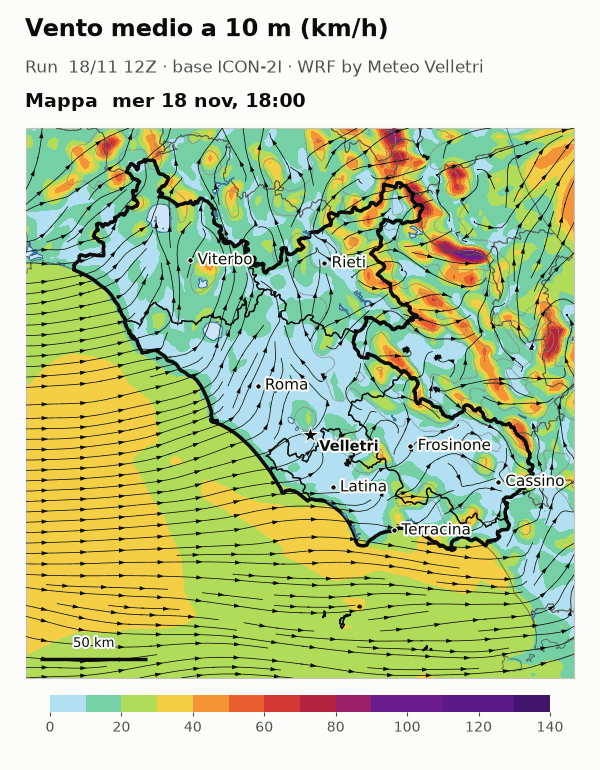 Vento medio a 10 m (km/h)
Run  18/11 12Z · base ICON-2I · WRF by Meteo Velletri
Mappa  mer 18 nov, 18:00
Viterbo
Rieti
Roma
Velletri
Frosinone
Cassino
Latina
Terracina
50 km
0 20 40 60 80 100 120 140